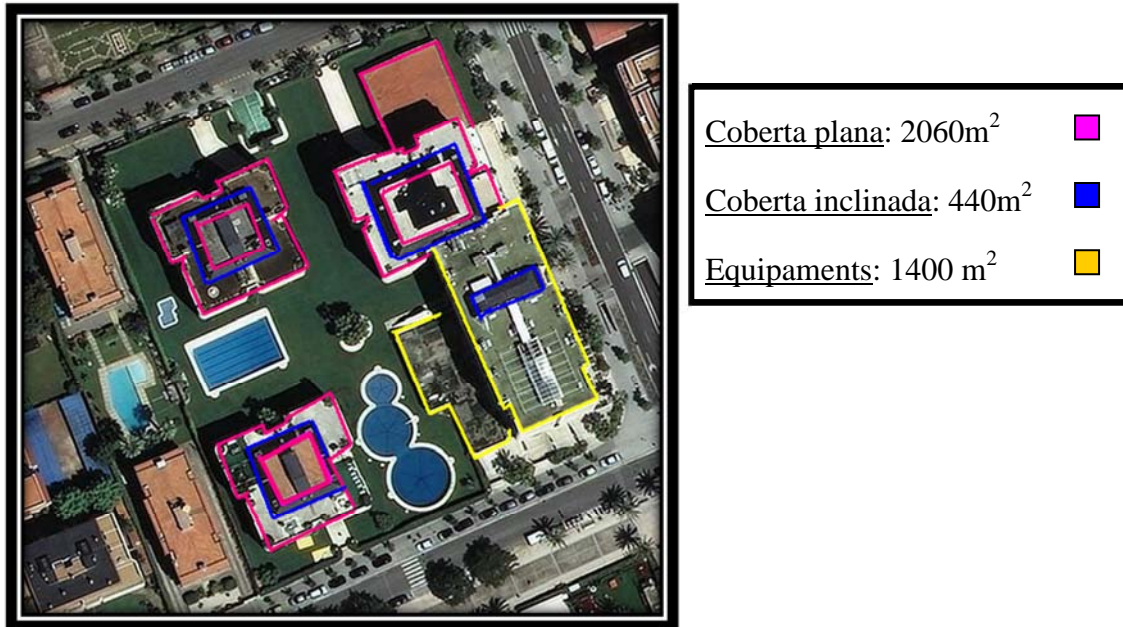 Coberta plana: 2060m²
Coberta inclinada: 440m²
Equipaments: 1400 m²